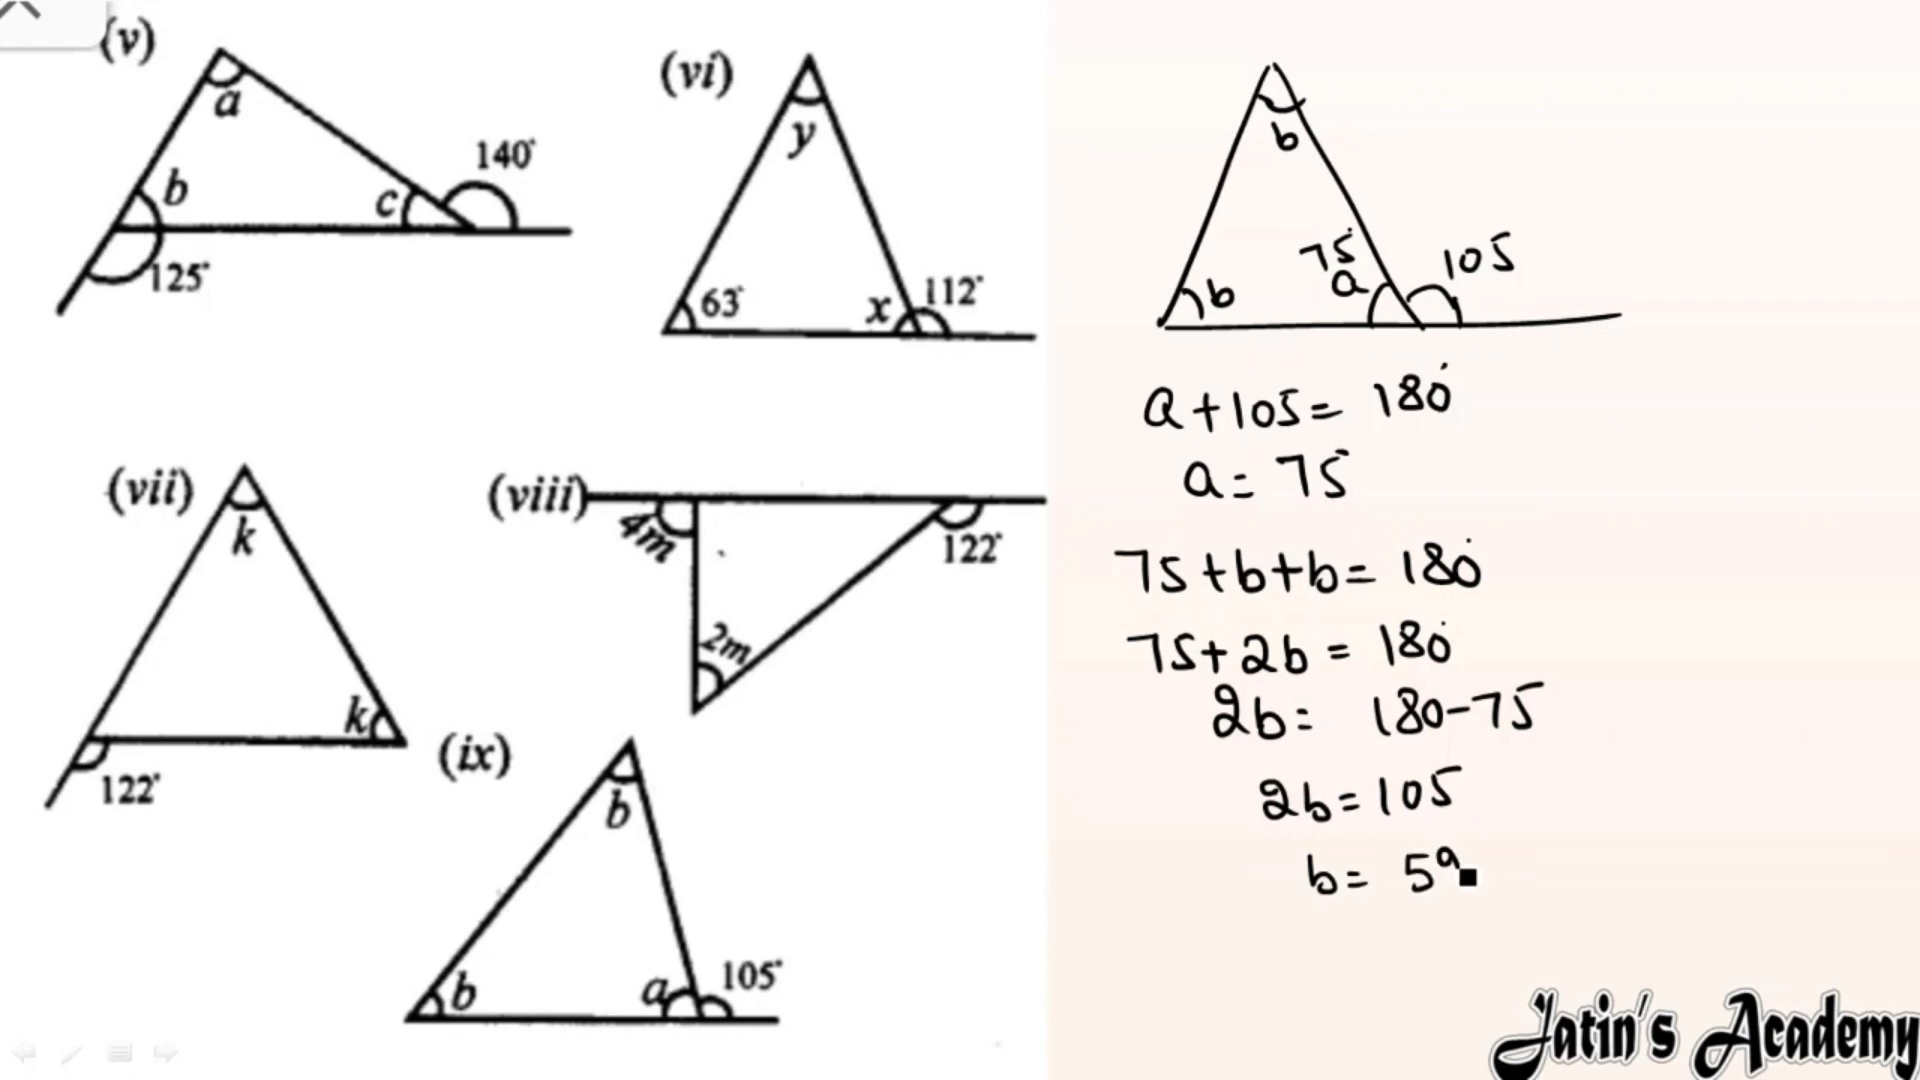 (v)
a
b
c
140°
125°
(vi)
y
63°
x
112°
(vii)
k
k
122°
(viii)
4m
122°
2m
(ix)
b
b
a
105°
b
b
75
a
105
a+105= 180°
a= 75
75+b+b= 180°
75+2b = 180°
2b= 180-75
2b=105
b=
Jatin's Academy